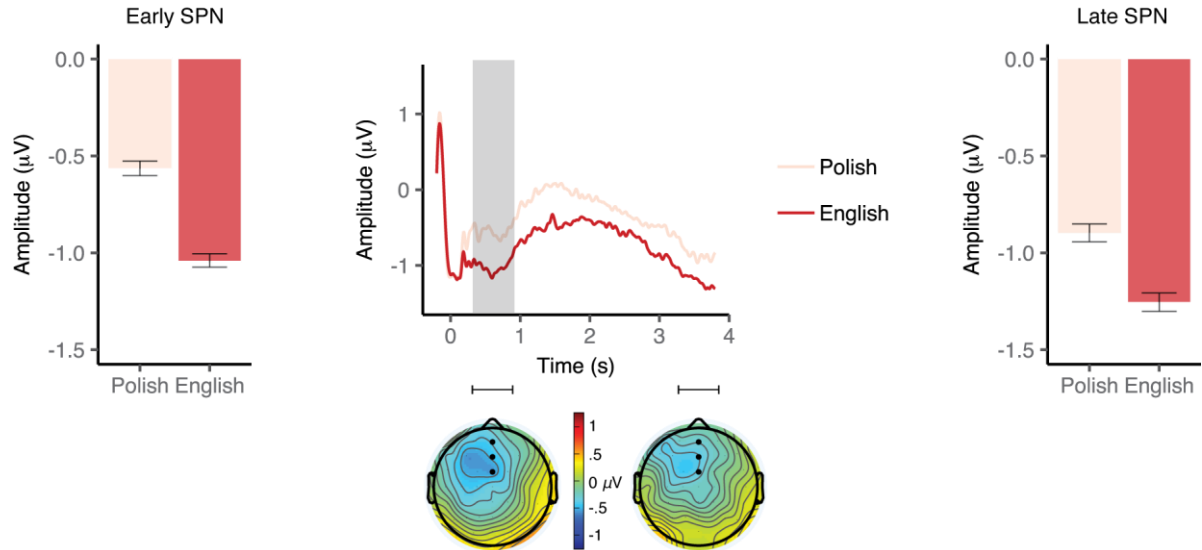 Early SPN
0.0
-0.5
-1.0
-1.5
Amplitude (µV)
Polish English
1
0
-1
Amplitude (µV)
0 1 2 3 4
Time (s)
Polish
English
1
.5
0 µV
-.5
-1
Late SPN
0.0
-0.5
-1.0
-1.5
Amplitude (µV)
Polish English